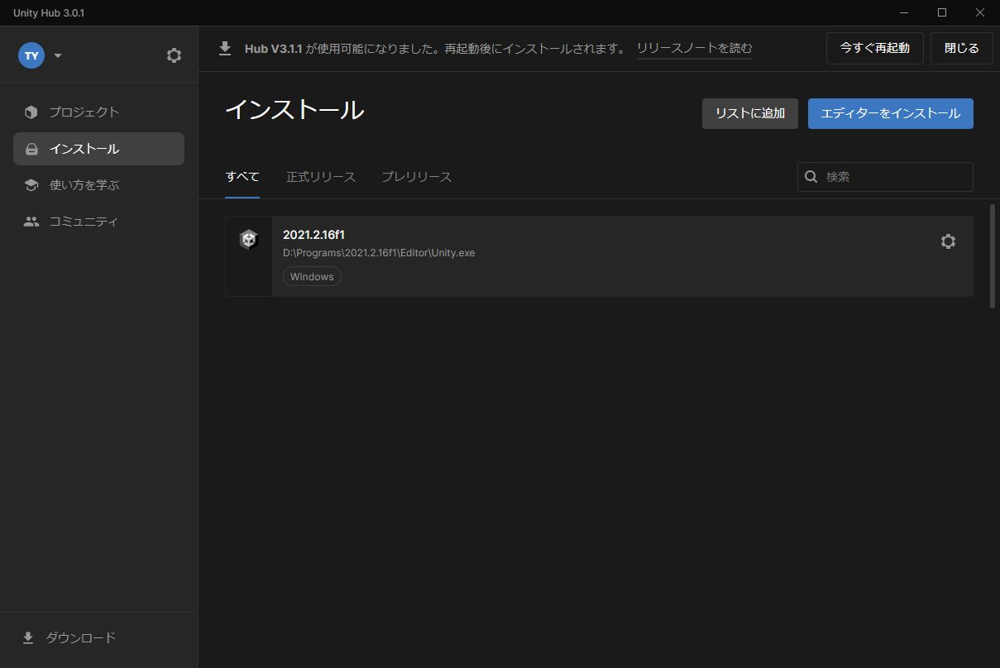 Unity Hub 3.0.1
TY
Hub V3.1.1 が使用可能になりました。再起動後にインストールされます。 リリースノートを読む
今すぐ再起動
閉じる
プロジェクト
インストール
使い方を学ぶ
コミュニティ
インストール
リストに追加
エディターをインストール
すべて
正式リリース
プレリリース
検索
2021.2.16f1
D:\Programs\2021.2.16f1\Editor\Unity.exe
Windows
ダウンロード